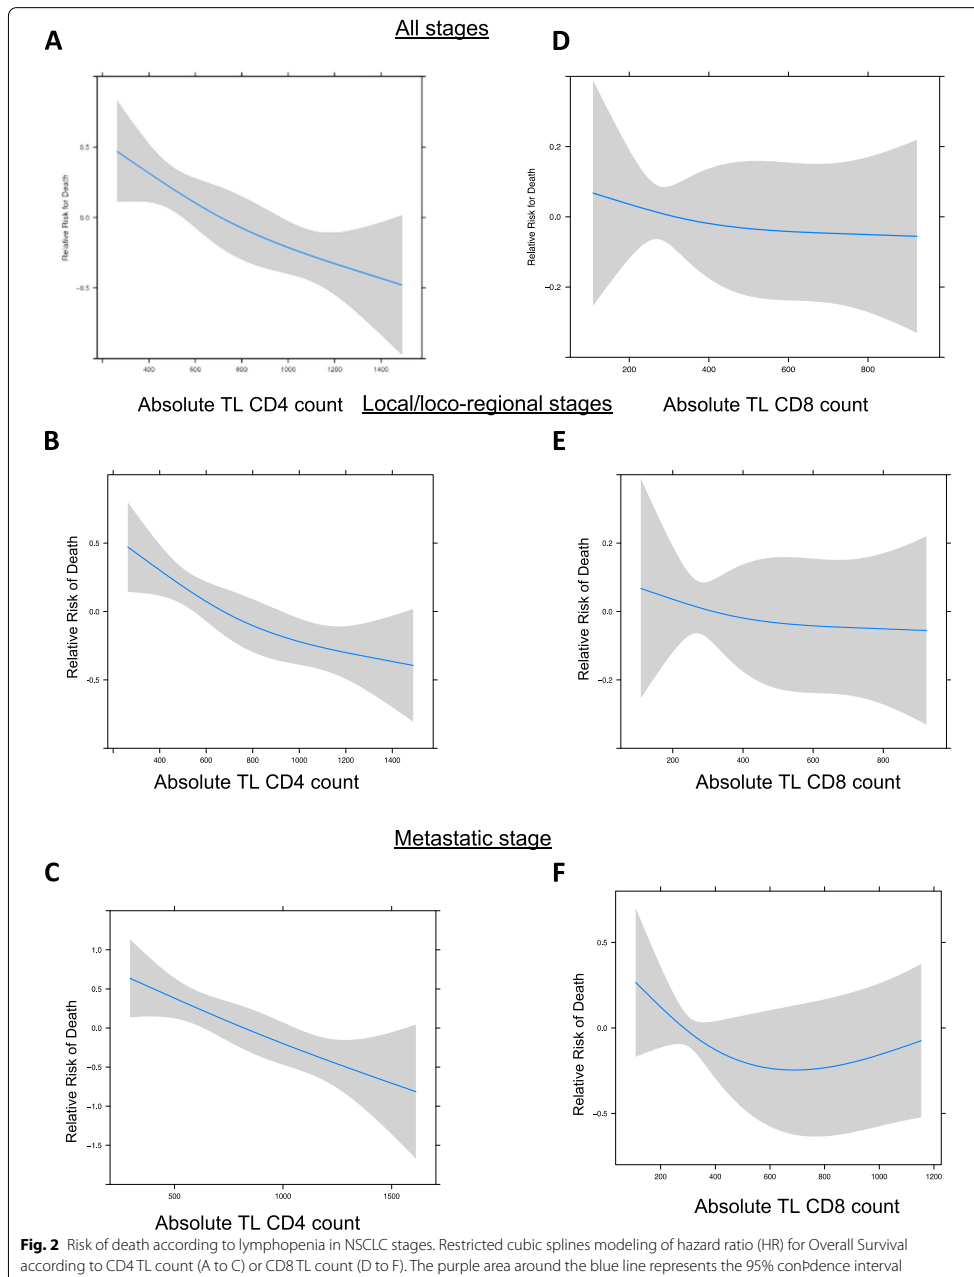 All stages
A
Relative Risk for Death
0.5
0.0
−0.5
400 600 800 1000 1200 1400
Absolute TL CD4 count
D
Relative Risk for Death
0.2
0.0
−0.2
200 400 600 800
Absolute TL CD8 count
Local/loco-regional stages
B
Relative Risk of Death
0.5
0.0
−0.5
200 400 600 800 1000 1200 1400
Absolute TL CD4 count
E
Relative Risk of Death
0.2
0.0
−0.2
200 400 600 800
Absolute TL CD8 count
Metastatic stage
C
Relative Risk of Death
1.0
0.5
0.0
−0.5
−1.0
−1.5
500 1000 1500
Absolute TL CD4 count
F
Relative Risk of Death
0.5
0.0
−0.5
200 400 600 800 1000 1200
Absolute TL CD8 count
Fig. 2 Risk of death according to lymphopenia in NSCLC stages. Restricted cubic splines modeling of hazard ratio (HR) for Overall Survival
according to CD4 TL count (A to C) or CD8 TL count (D to F). The purple area around the blue line represents the 95% conÞdence interval